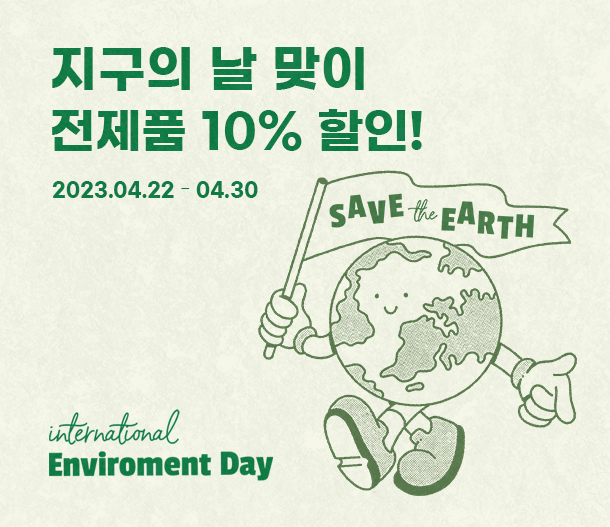 지구의 날 맞이
전제품 10% 할인!
2023.04.22 - 04.30
SAVE the EARTH
international
Enviroment Day